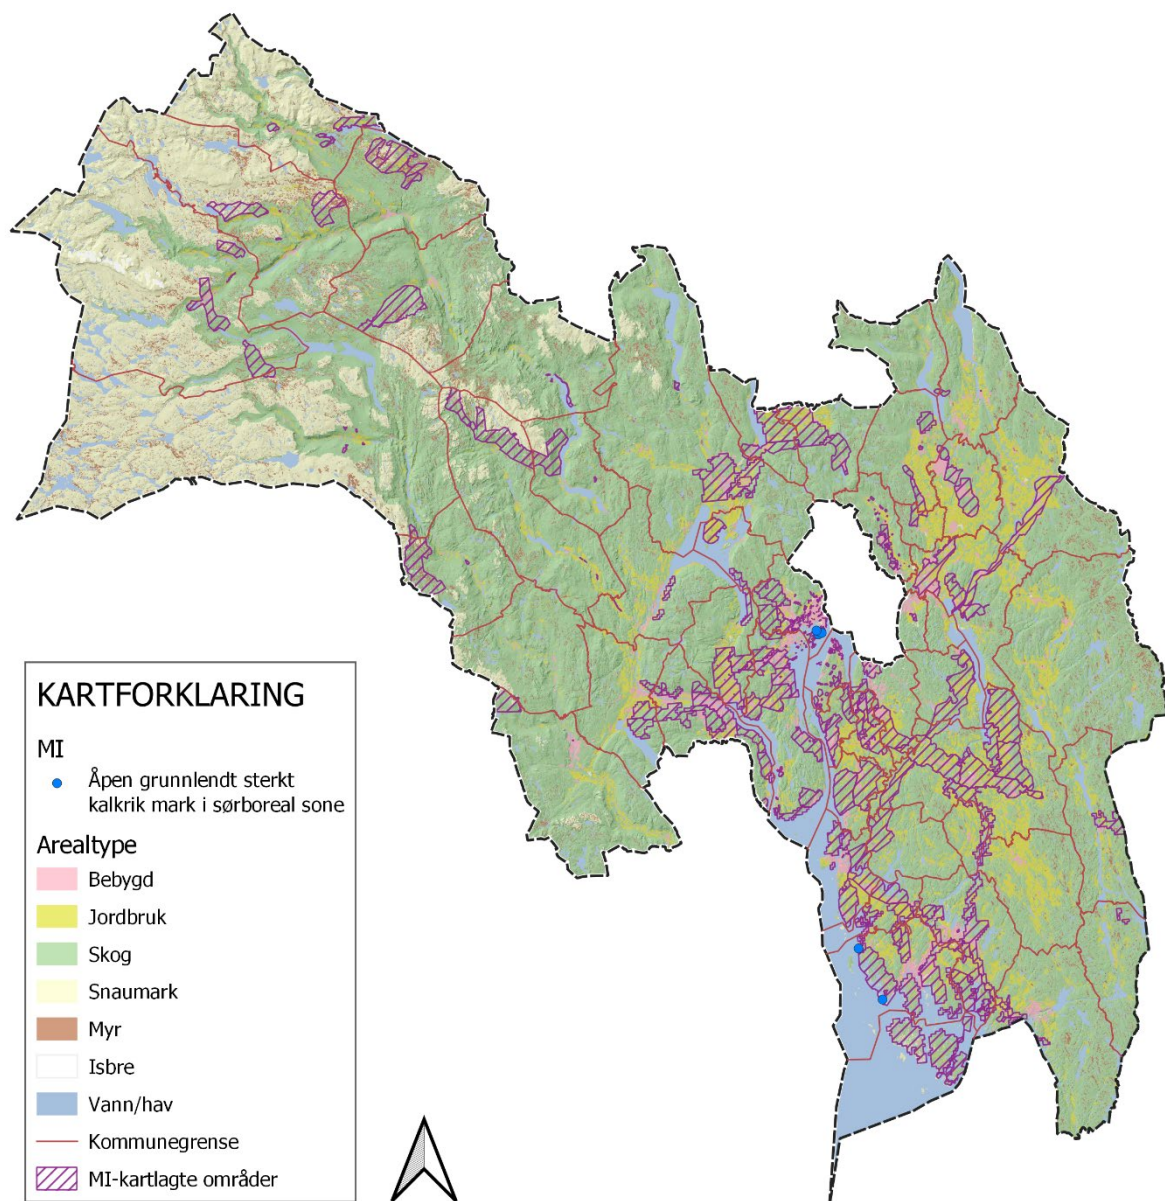 KARTFORKLARING
MI
Åpen grunnlendt sterkt
kalkrik mark i sørboreal sone
Arealtype
Bebygd
Jordbruk
Skog
Snaumark
Myr
Isbre
Vann/hav
Kommunegrense
MI-kartlagte områder